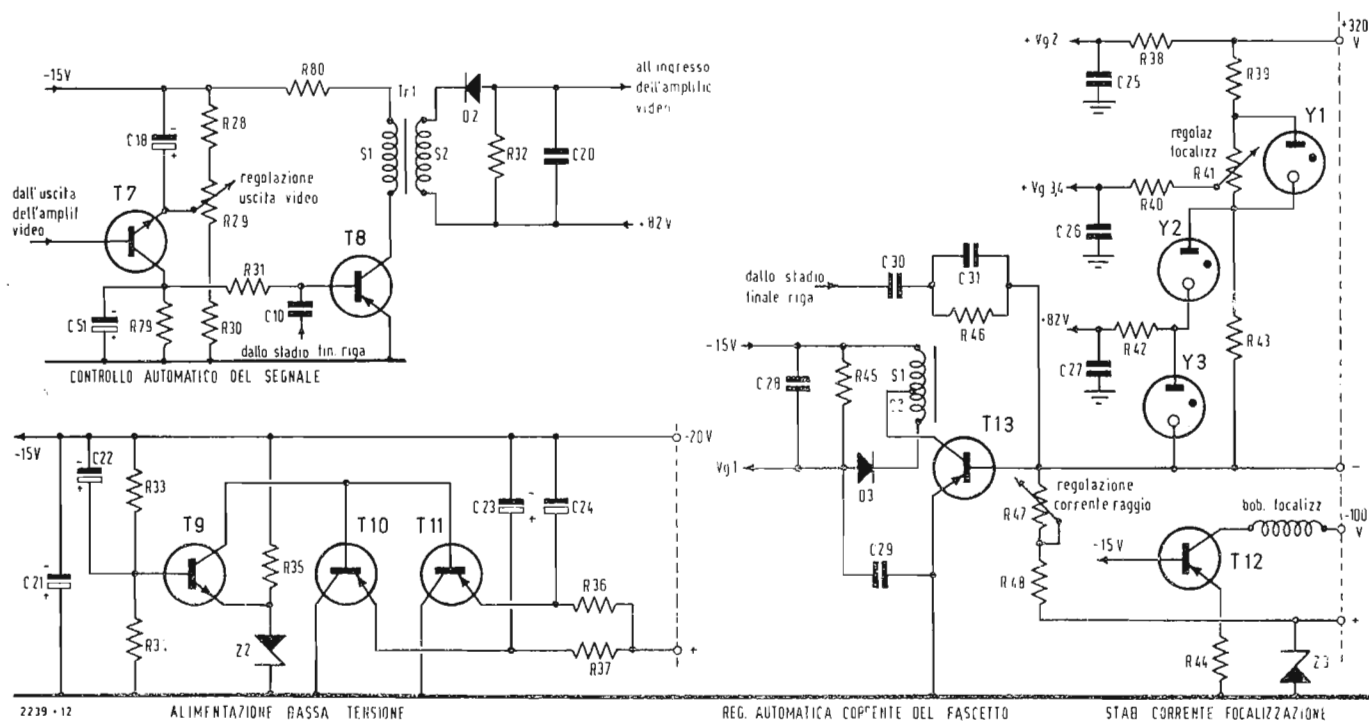 -15V
R80
Tr1
D2
all'ingresso
dell'amplific
video
C18
R28
S1
S2
R32
C20
T7
regolazione
uscita video
R29
dall'uscita
dell'amplif
video
T8
+82V
R31
C51
R79
R30
C10
dallo stadio fin. riga
CONTROLLO AUTOMATICO DEL SEGNALE
+ Vg2
R38
+320
V
C25
R39
Y1
regolaz
focalizz
R41
+ Vg 3,4
R40
C26
Y2
dallo stadio
finale riga
C30
C31
R46
+82V
R42
R43
C27
Y3
-15V
C28
R45
S1
T13
Vg1
D3
-
regolazione
corrente raggio
R47
bob. focalizz
-100
V
-15V
T12
C29
R48
+
R44
-15V
-20V
C22
R33
T9
T10
T11
C23
C24
C21
R35
R36
Z2
R37
+
2239 · 12
ALIMENTAZIONE BASSA TENSIONE
REG. AUTOMATICA CORRENTE DEL FASCETTO
STAB CORRENTE FOCALIZZAZIONE